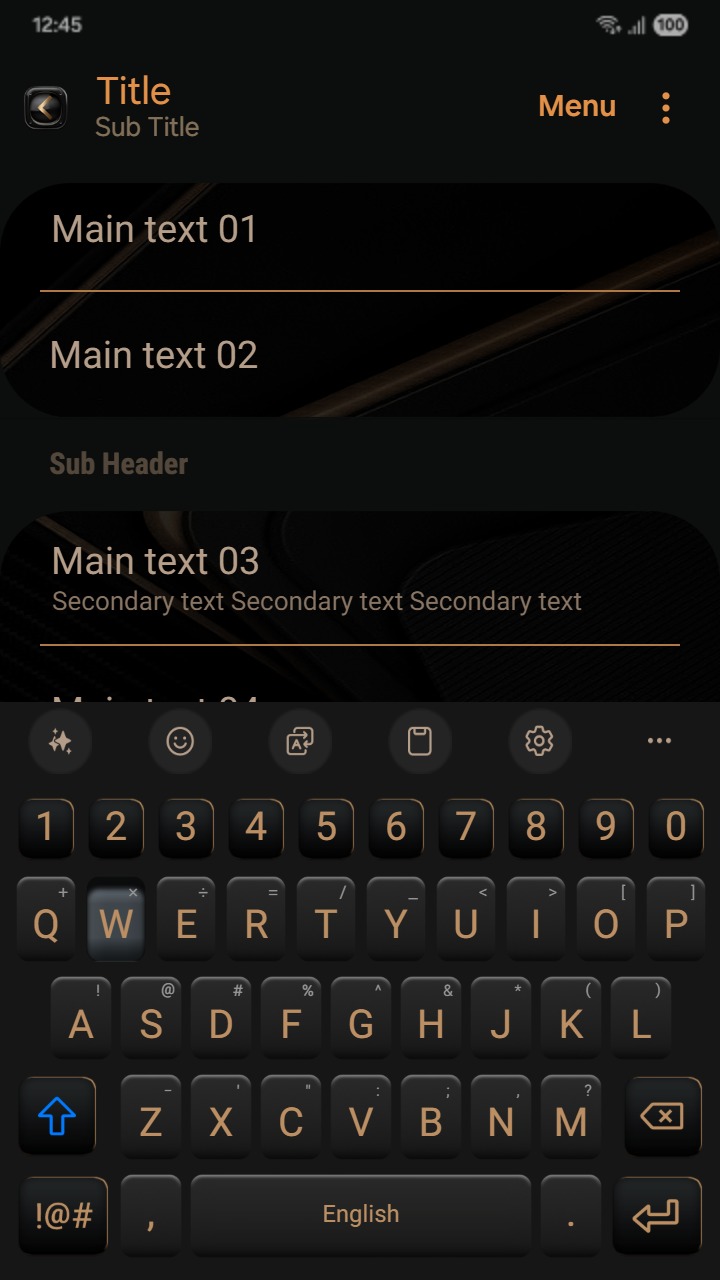 12:45
100
Title
Sub Title
Menu
Main text 01
Main text 02
Sub Header
Main text 03
Secondary text Secondary text Secondary text
1 2 3 4 5 6 7 8 9 0
+ × ÷ = / _ < > [ ]
Q W E R T Y U I O P
! @ # % ^ & * ( )
A S D F G H J K L
- ' " : ; , ?
Z X C V B N M
!@# , English .